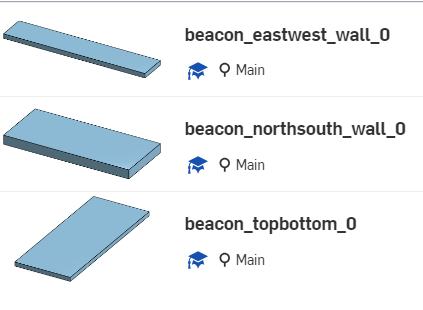 beacon_eastwest_wall_0
Main
beacon_northsouth_wall_0
Main
beacon_topbottom_0
Main